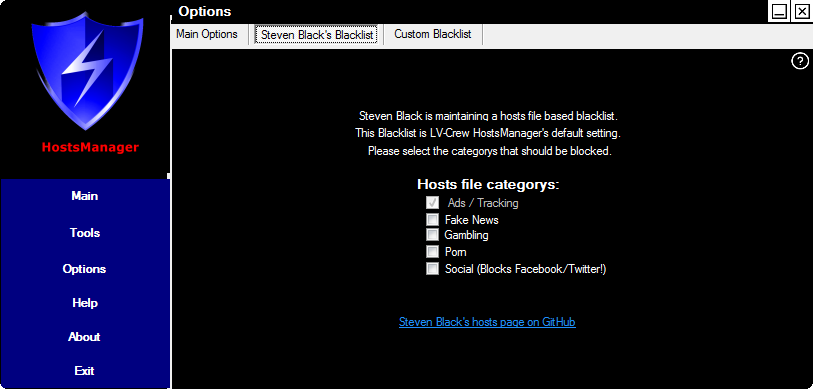 Options
Main Options
Steven Black's Blacklist
Custom Blacklist
?
HostsManager
Main
Tools
Options
Help
About
Exit
Steven Black is maintaining a hosts file based blacklist.
This Blacklist is LV-Crew HostsManager's default setting.
Please select the categorys that should be blocked.
Hosts file categorys:
Ads / Tracking
Fake News
Gambling
Porn
Social (Blocks Facebook/Twitter!)
Steven Black's hosts page on GitHub